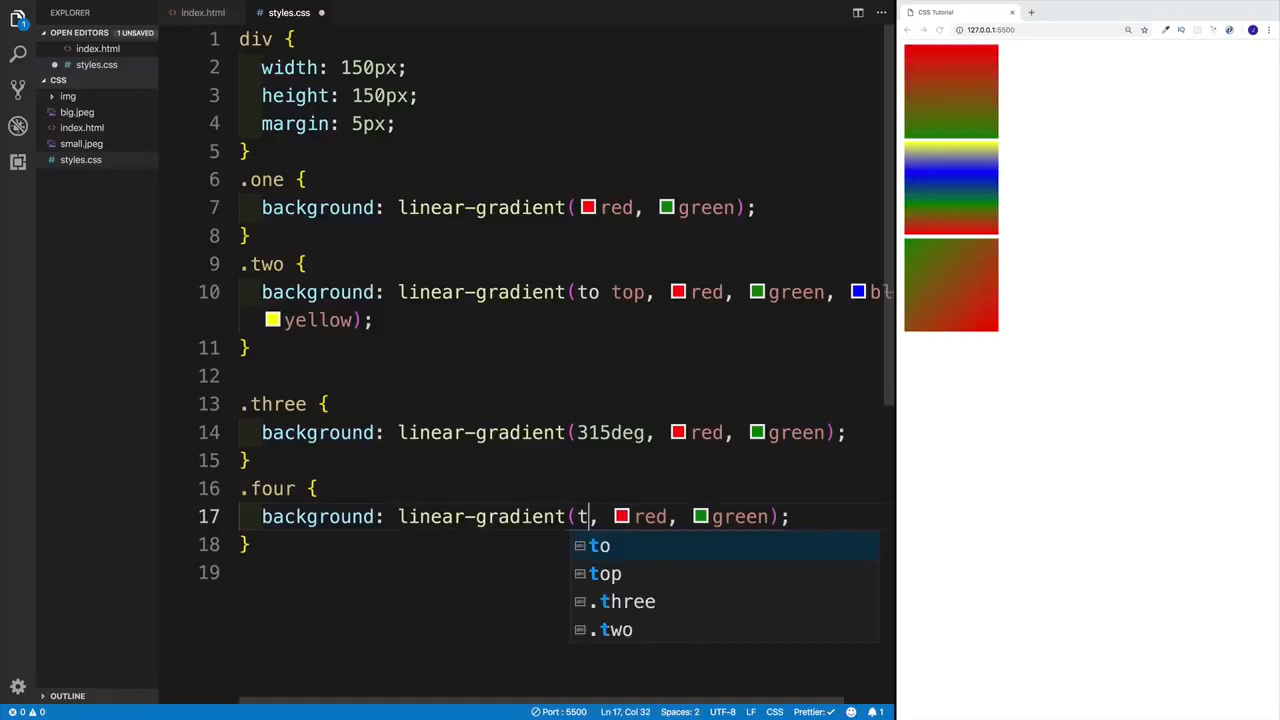 EXPLORER
OPEN EDITORS 1 UNSAVED
index.html
styles.css
CSS
img
big.jpeg
index.html
small.jpeg
styles.css
OUTLINE
index.html
styles.css
1 div {
2 width: 150px;
3 height: 150px;
4 margin: 5px;
5 }
6 .one {
7 background: linear-gradient(red, green);
8 }
9 .two {
10 background: linear-gradient(to top, red, green, bl
yellow);
11 }
12
13 .three {
14 background: linear-gradient(315deg, red, green);
15 }
16 .four {
17 background: linear-gradient(t, red, green);
18 }
19
to
top
.three
.two
CSS Tutorial
127.0.0.1:5500
1
0 0
Port : 5500
Ln 17, Col 32
Spaces: 2
UTF-8
LF
CSS
Prettier: ✓
1